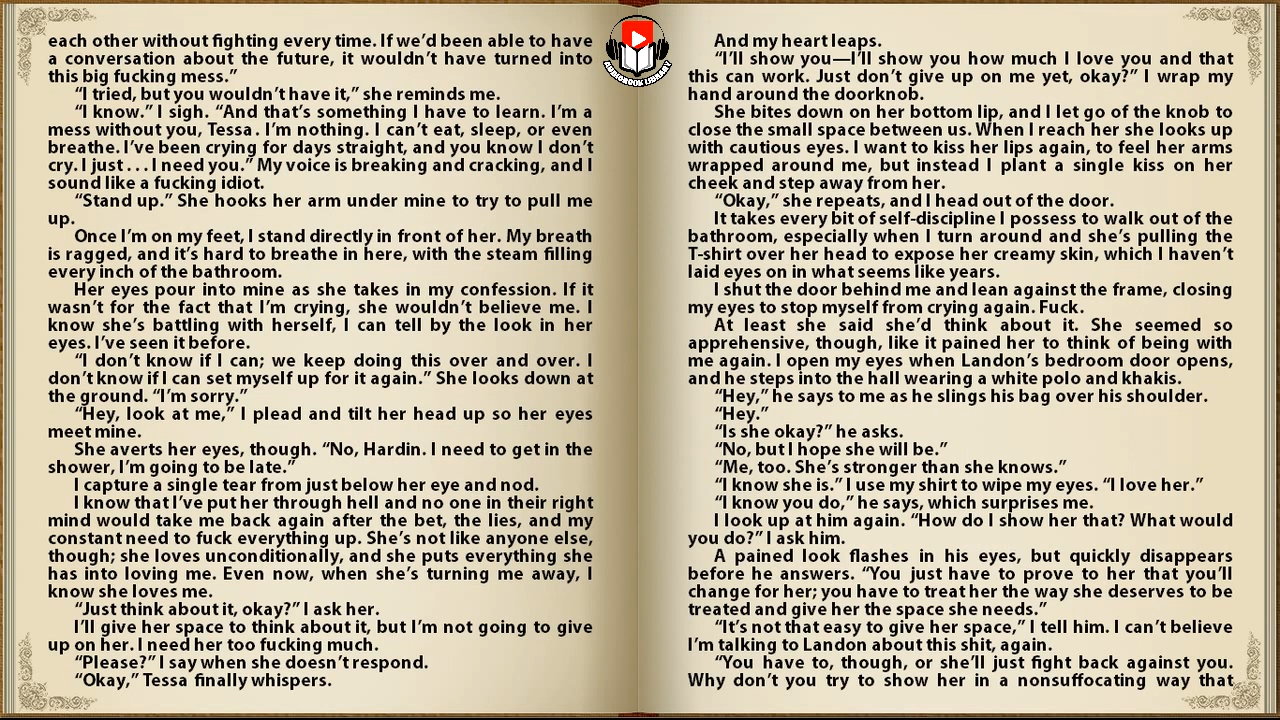 each other without fighting every time. If we’d been able to have
a conversation about the future, it wouldn’t have turned into
this big fucking mess.”
“I tried, but you wouldn’t have it,” she reminds me.
“I know.” I sigh. “And that’s something I have to learn. I’m a
mess without you, Tessa. I’m nothing. I can’t eat, sleep, or even
breathe. I’ve been crying for days straight, and you know I don’t
cry. I just . . . I need you.” My voice is breaking and cracking, and I
sound like a fucking idiot.
“Stand up.” She hooks her arm under mine to try to pull me
up.
Once I’m on my feet, I stand directly in front of her. My breath
is ragged, and it’s hard to breathe in here, with the steam filling
every inch of the bathroom.
Her eyes pour into mine as she takes in my confession. If it
wasn’t for the fact that I’m crying, she wouldn’t believe me. I
know she’s battling with herself, I can tell by the look in her
eyes. I’ve seen it before.
“I don’t know if I can; we keep doing this over and over. I
don’t know if I can set myself up for it again.” She looks down at
the ground. “I’m sorry.”
“Hey, look at me,” I plead and tilt her head up so her eyes
meet mine.
She averts her eyes, though. “No, Hardin. I need to get in the
shower, I’m going to be late.”
I capture a single tear from just below her eye and nod.
I know that I’ve put her through hell and no one in their right
mind would take me back again after the bet, the lies, and my
constant need to fuck everything up. She’s not like anyone else,
though; she loves unconditionally, and she puts everything she
has into loving me. Even now, when she’s turning me away, I
know she loves me.
“Just think about it, okay?” I ask her.
I’ll give her space to think about it, but I’m not going to give
up on her. I need her too fucking much.
“Please?” I say when she doesn’t respond.
“Okay,” Tessa finally whispers.
AUDIOBOOK LIBRARY
And my heart leaps.
“I’ll show you—I’ll show you how much I love you and that
this can work. Just don’t give up on me yet, okay?” I wrap my
hand around the doorknob.
She bites down on her bottom lip, and I let go of the knob to
close the small space between us. When I reach her she looks up
with cautious eyes. I want to kiss her lips again, to feel her arms
wrapped around me, but instead I plant a single kiss on her
cheek and step away from her.
“Okay,” she repeats, and I head out of the door.
It takes every bit of self-discipline I possess to walk out of the
bathroom, especially when I turn around and she’s pulling the
T-shirt over her head to expose her creamy skin, which I haven’t
laid eyes on in what seems like years.
I shut the door behind me and lean against the frame, closing
my eyes to stop myself from crying again. Fuck.
At least she said she’d think about it. She seemed so
apprehensive, though, like it pained her to think of being with
me again. I open my eyes when Landon’s bedroom door opens,
and he steps into the hall wearing a white polo and khakis.
“Hey,” he says to me as he slings his bag over his shoulder.
“Hey.”
“Is she okay?” he asks.
“No, but I hope she will be.”
“Me, too. She’s stronger than she knows.”
“I know she is.” I use my shirt to wipe my eyes. “I love her.”
“I know you do,” he says, which surprises me.
I look up at him again. “How do I show her that? What would
you do?” I ask him.
A pained look flashes in his eyes, but quickly disappears
before he answers. “You just have to prove to her that you’ll
change for her; you have to treat her the way she deserves to be
treated and give her the space she needs.”
“It’s not that easy to give her space,” I tell him. I can’t believe
I’m talking to Landon about this shit, again.
“You have to, though, or she’ll just fight back against you.
Why don’t you try to show her in a nonsuffocating way that